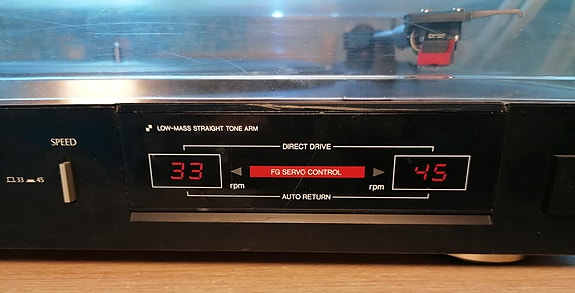 SPEED
33 45
LOW-MASS STRAIGHT TONE ARM
DIRECT DRIVE
33 rpm FG SERVO CONTROL rpm 45
AUTO RETURN